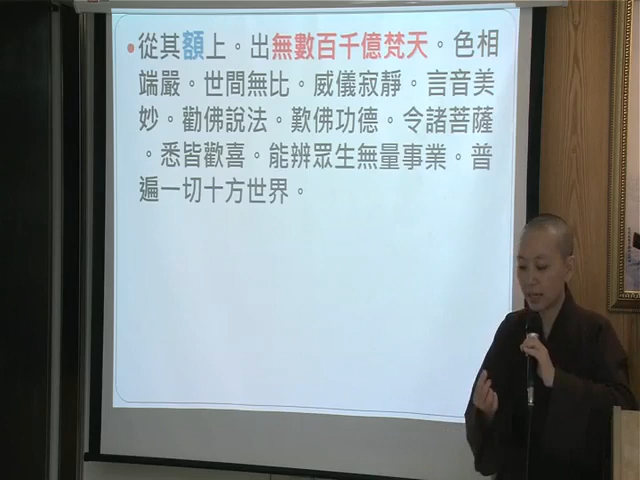 •從其額上。出無數百千億梵天。色相
端嚴。世間無比。威儀寂靜。言音美
妙。勸佛說法。歎佛功德。令諸菩薩
。悉皆歡喜。能辨眾生無量事業。普
遍一切十方世界。